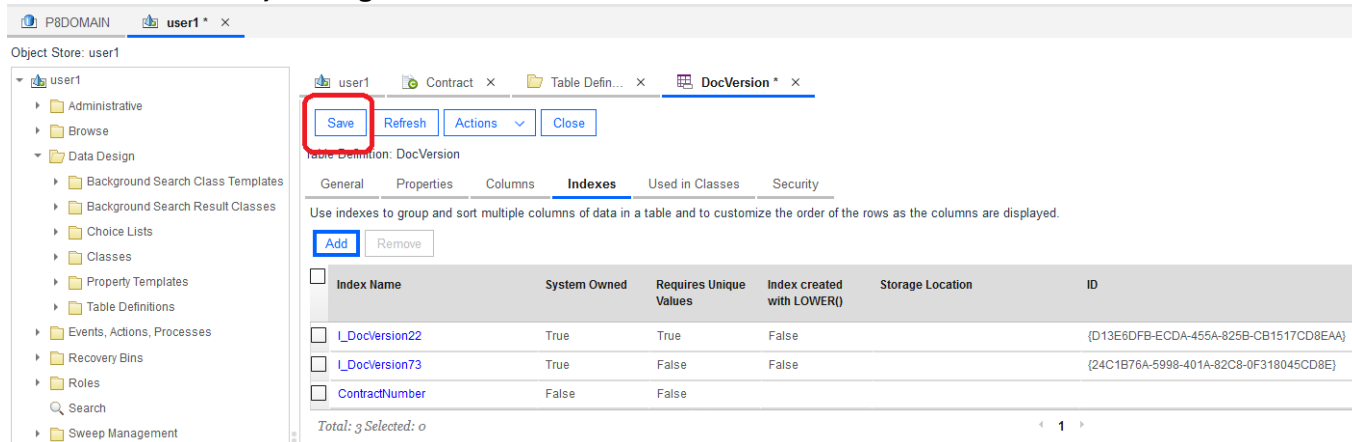 P8DOMAIN user1 * ×
Object Store: user1
user1
Administrative
Browse
Data Design
Background Search Class Templates
Background Search Result Classes
Choice Lists
Classes
Property Templates
Table Definitions
Events, Actions, Processes
Recovery Bins
Roles
Search
Sweep Management
user1 Contract × Table Defin... × DocVersion * ×
Save Refresh Actions Close
Table Definition: DocVersion
General Properties Columns Indexes Used in Classes Security
Use indexes to group and sort multiple columns of data in a table and to customize the order of the rows as the columns are displayed.
Add Remove
Index Name System Owned Requires Unique Values Index created with LOWER() Storage Location ID
I_DocVersion22 True True False {D13E6DFB-ECDA-455A-825B-CB1517CD8EAA}
I_DocVersion73 True False False {24C1B76A-5998-401A-82C8-0F318045CD8E}
ContractNumber False False
Total: 3 Selected: 0 1